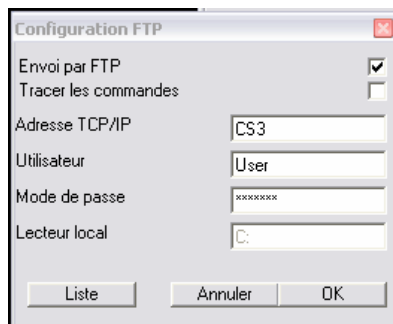 Configuration FTP
Envoi par FTP
Tracer les commandes
Adresse TCP/IP CS3
Utilisateur User
Mode de passe *******
Lecteur local C:
Liste Annuler OK